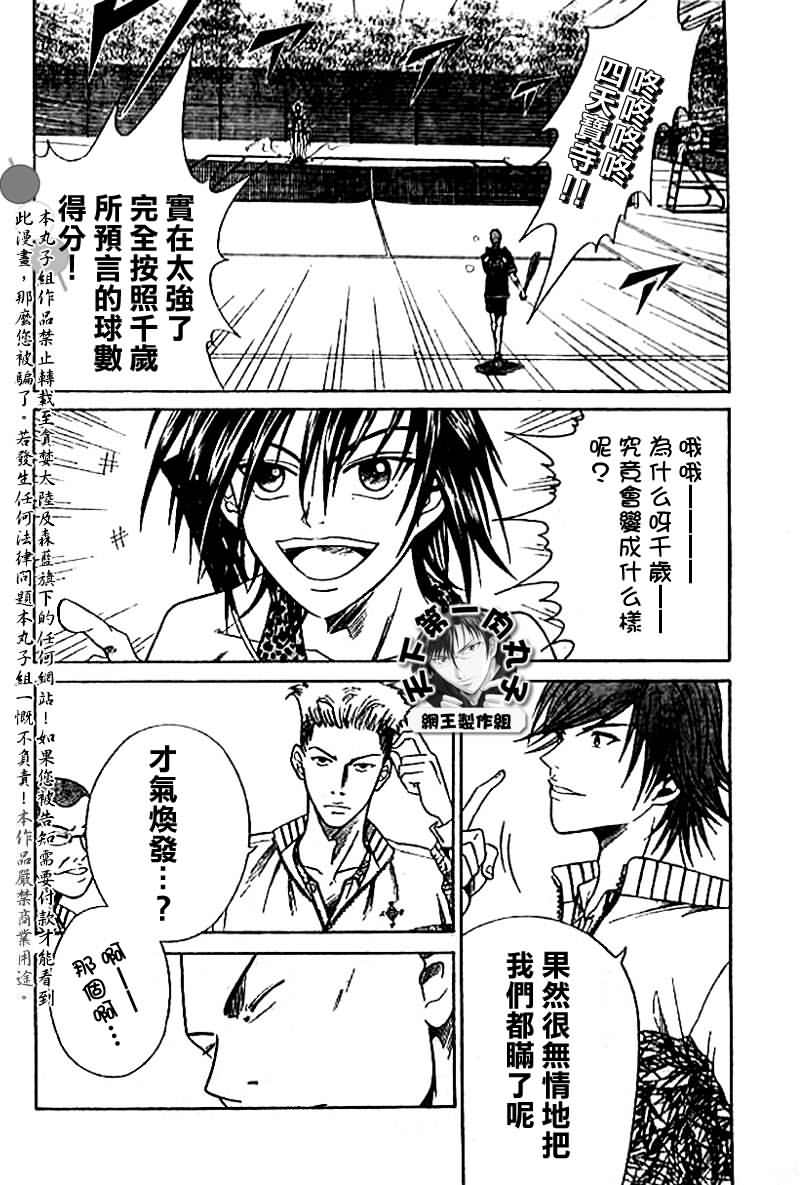 咚咚咚咚
四天寶寺!!
實在太強了
完全按照千歲
所預言的球數
得分！
哦哦————
為什么呀千歲——
究竟會變成什么樣
呢？
天下第一肉丸子
網王製作組
果然很無情地把
我們都瞞了呢
才氣煥發…？
啊——
那個啊…
本丸子組作品禁止轉載至貪婪大陸及森藍旗下的任何網站！如果您被告知需要付款才能看到
此漫畫，那麼您被騙了。若發生任何法律問題本丸子組一慨不負責！本作品嚴禁商業用途。